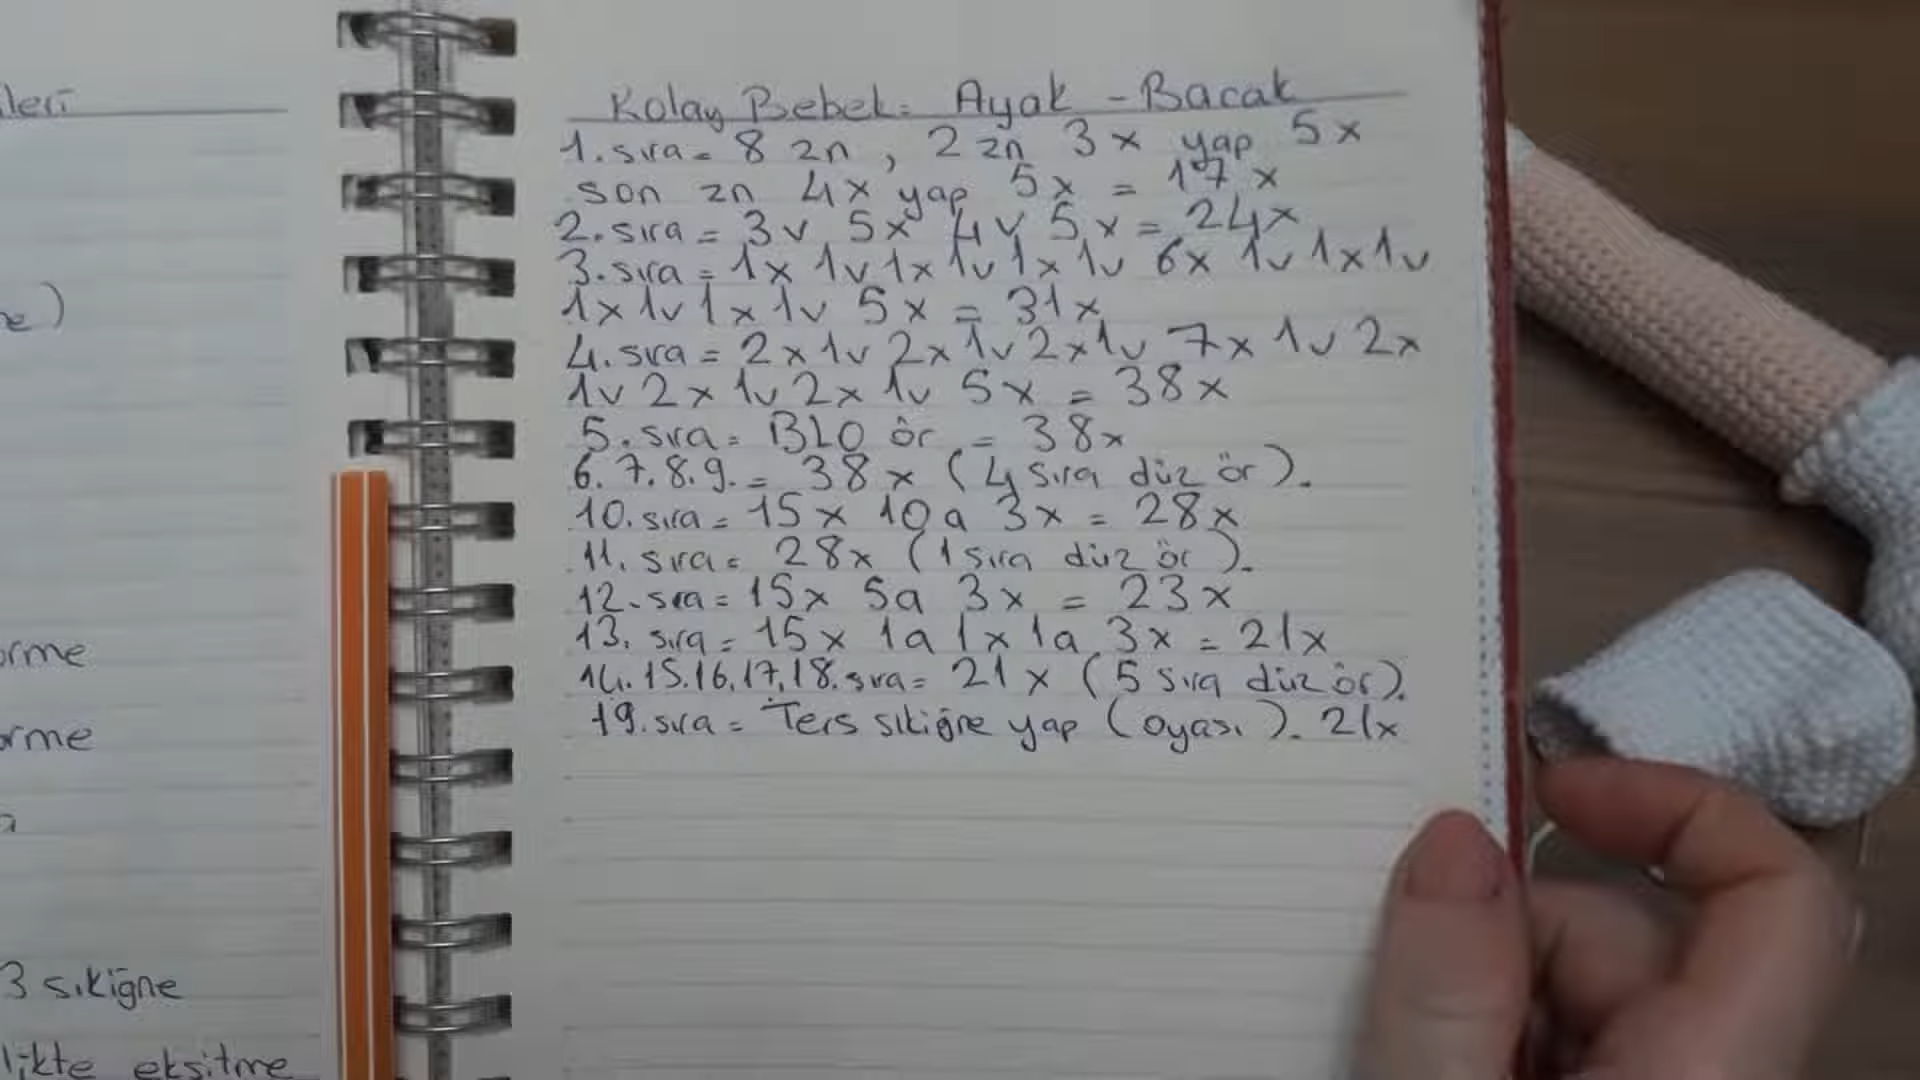 ileri
e)
orme
orme
a
3 sıkiğne
likte eksitme
Kolay Bebek: Ayak - Bacak
1. sıra = 8 zn, 2 zn 3x yap 5x
son zn 4x yap 5x = 17x
2. sıra = 3v 5x 4v 5x = 24x
3. sıra = 1x 1v 1x 1v 1x 1v 6x 1v 1x 1v
1x 1v 1x 1v 5x = 31x
4. sıra = 2x 1v 2x 1v 2x 1v 7x 1v 2x
1v 2x 1v 2x 1v 5x = 38x
5. sıra = BLO ör = 38x
6. 7. 8. 9. = 38x (4 sıra düz ör).
10. sıra = 15x 10a 3x = 28x
11. sıra = 28x (1 sıra düz ör).
12. sıra = 15x 5a 3x = 23x
13. sıra = 15x 1a 1x 1a 3x = 21x
14. 15. 16. 17. 18. sıra = 21x (5 sıra düz ör).
19. sıra = Ters sıkiğne yap (oyası). 21x